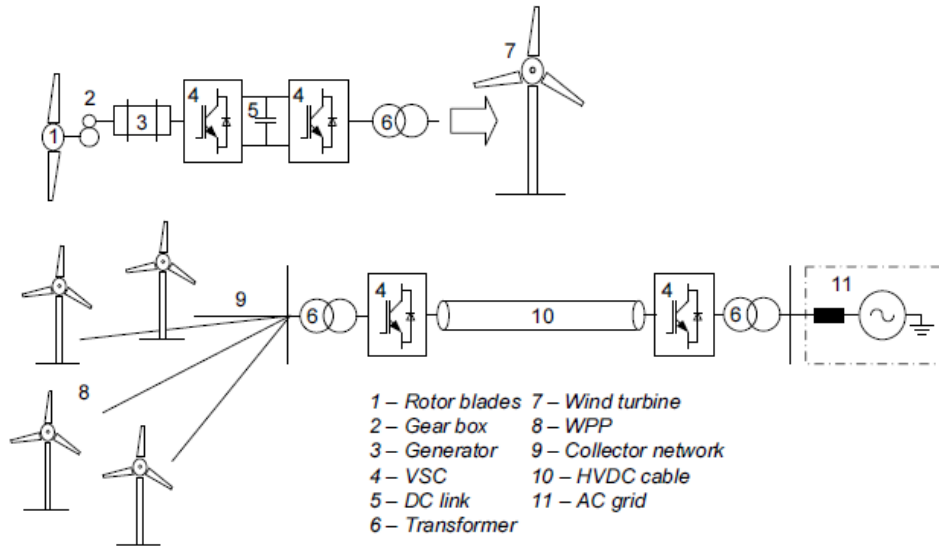 7
2
4
4
5
1
3
6
9
4
4
11
6
10
6
8
1 – Rotor blades 7 – Wind turbine
2 – Gear box 8 – WPP
3 – Generator 9 – Collector network
4 – VSC 10 – HVDC cable
5 – DC link 11 – AC grid
6 – Transformer